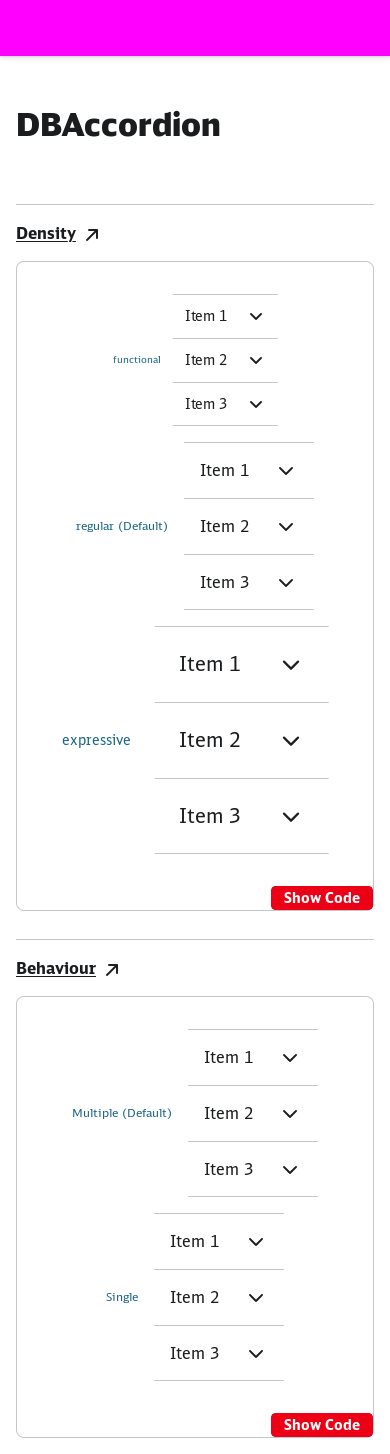 DBAccordion
Density
Item 1
functional
Item 2
Item 3
Item 1
regular (Default)
Item 2
Item 3
Item 1
expressive
Item 2
Item 3
Show Code
Behaviour
Item 1
Multiple (Default)
Item 2
Item 3
Item 1
Single
Item 2
Item 3
Show Code